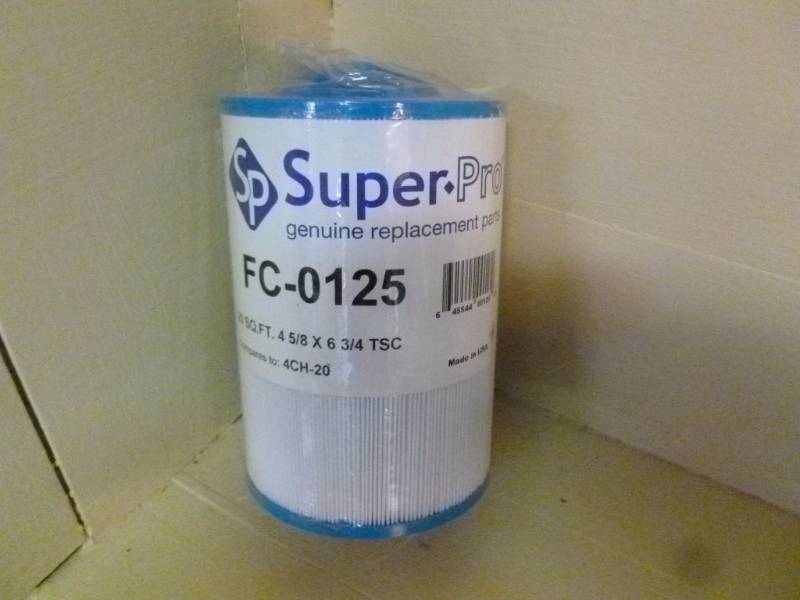 SP
Super-Pro
genuine replacement parts
FC-0125
SQ.FT. 4 5/8 X 6 3/4 TSC
to: 4CH-20
Made in USA